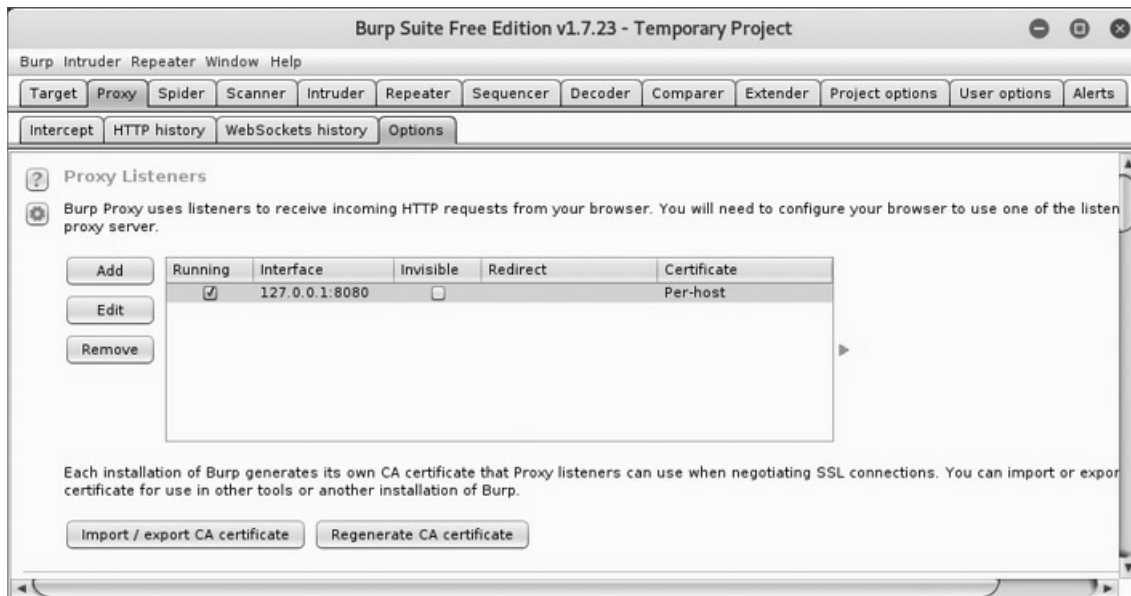 Burp Suite Free Edition v1.7.23 - Temporary Project
Burp Intruder Repeater Window Help
Target Proxy Spider Scanner Intruder Repeater Sequencer Decoder Comparer Extender Project options User options Alerts
Intercept HTTP history WebSockets history Options
? Proxy Listeners
Burp Proxy uses listeners to receive incoming HTTP requests from your browser. You will need to configure your browser to use one of the listen
proxy server.
Add Running Interface Invisible Redirect Certificate
127.0.0.1:8080 Per-host
Edit
Remove
Each installation of Burp generates its own CA certificate that Proxy listeners can use when negotiating SSL connections. You can import or expor
certificate for use in other tools or another installation of Burp.
Import / export CA certificate Regenerate CA certificate